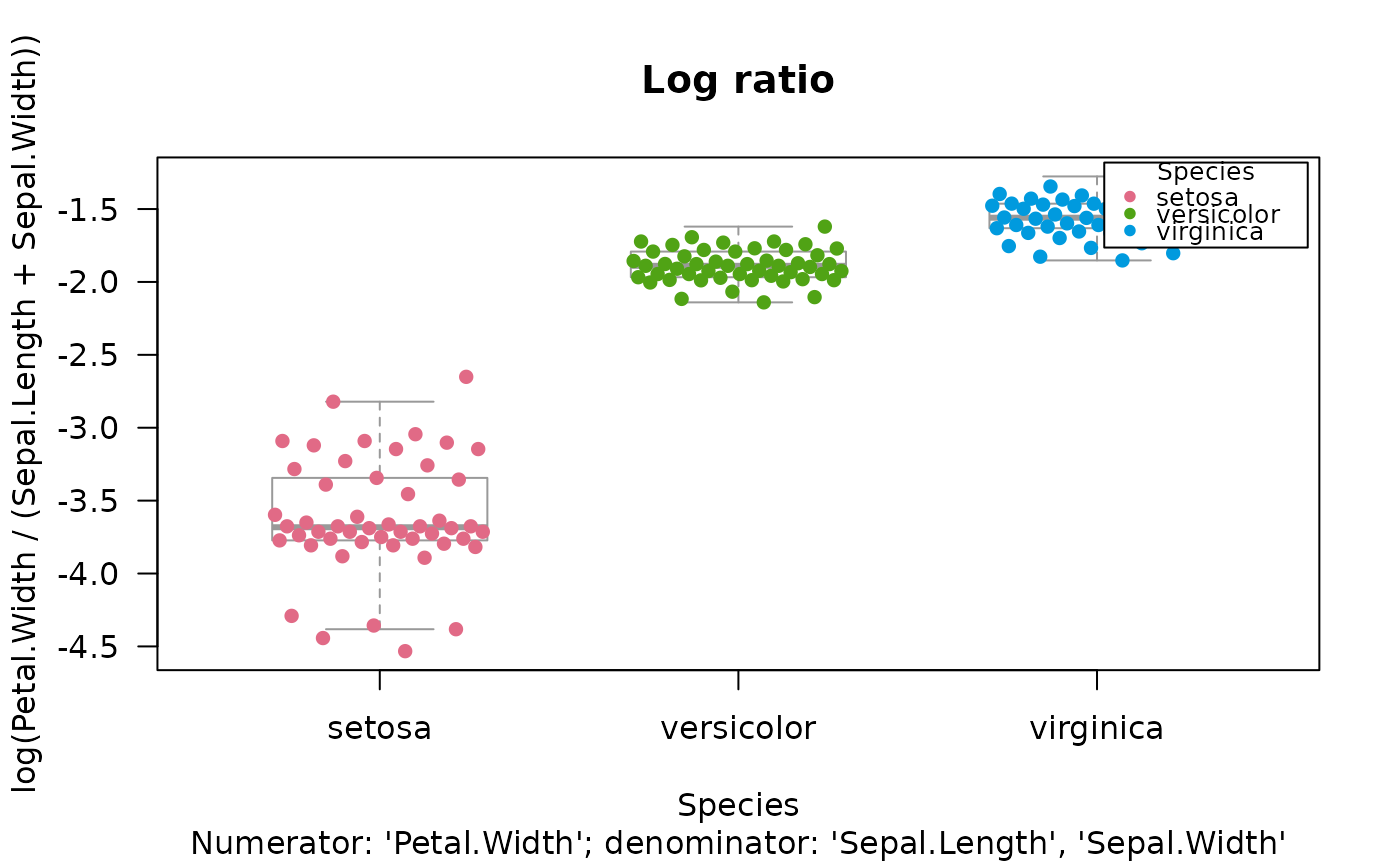 Log ratio
log(Petal.Width / (Sepal.Length + Sepal.Width))
-1.5
-2.0
-2.5
-3.0
-3.5
-4.0
-4.5
Species
setosa
versicolor
virginica
setosa versicolor virginica
Species
Numerator: 'Petal.Width'; denominator: 'Sepal.Length', 'Sepal.Width'